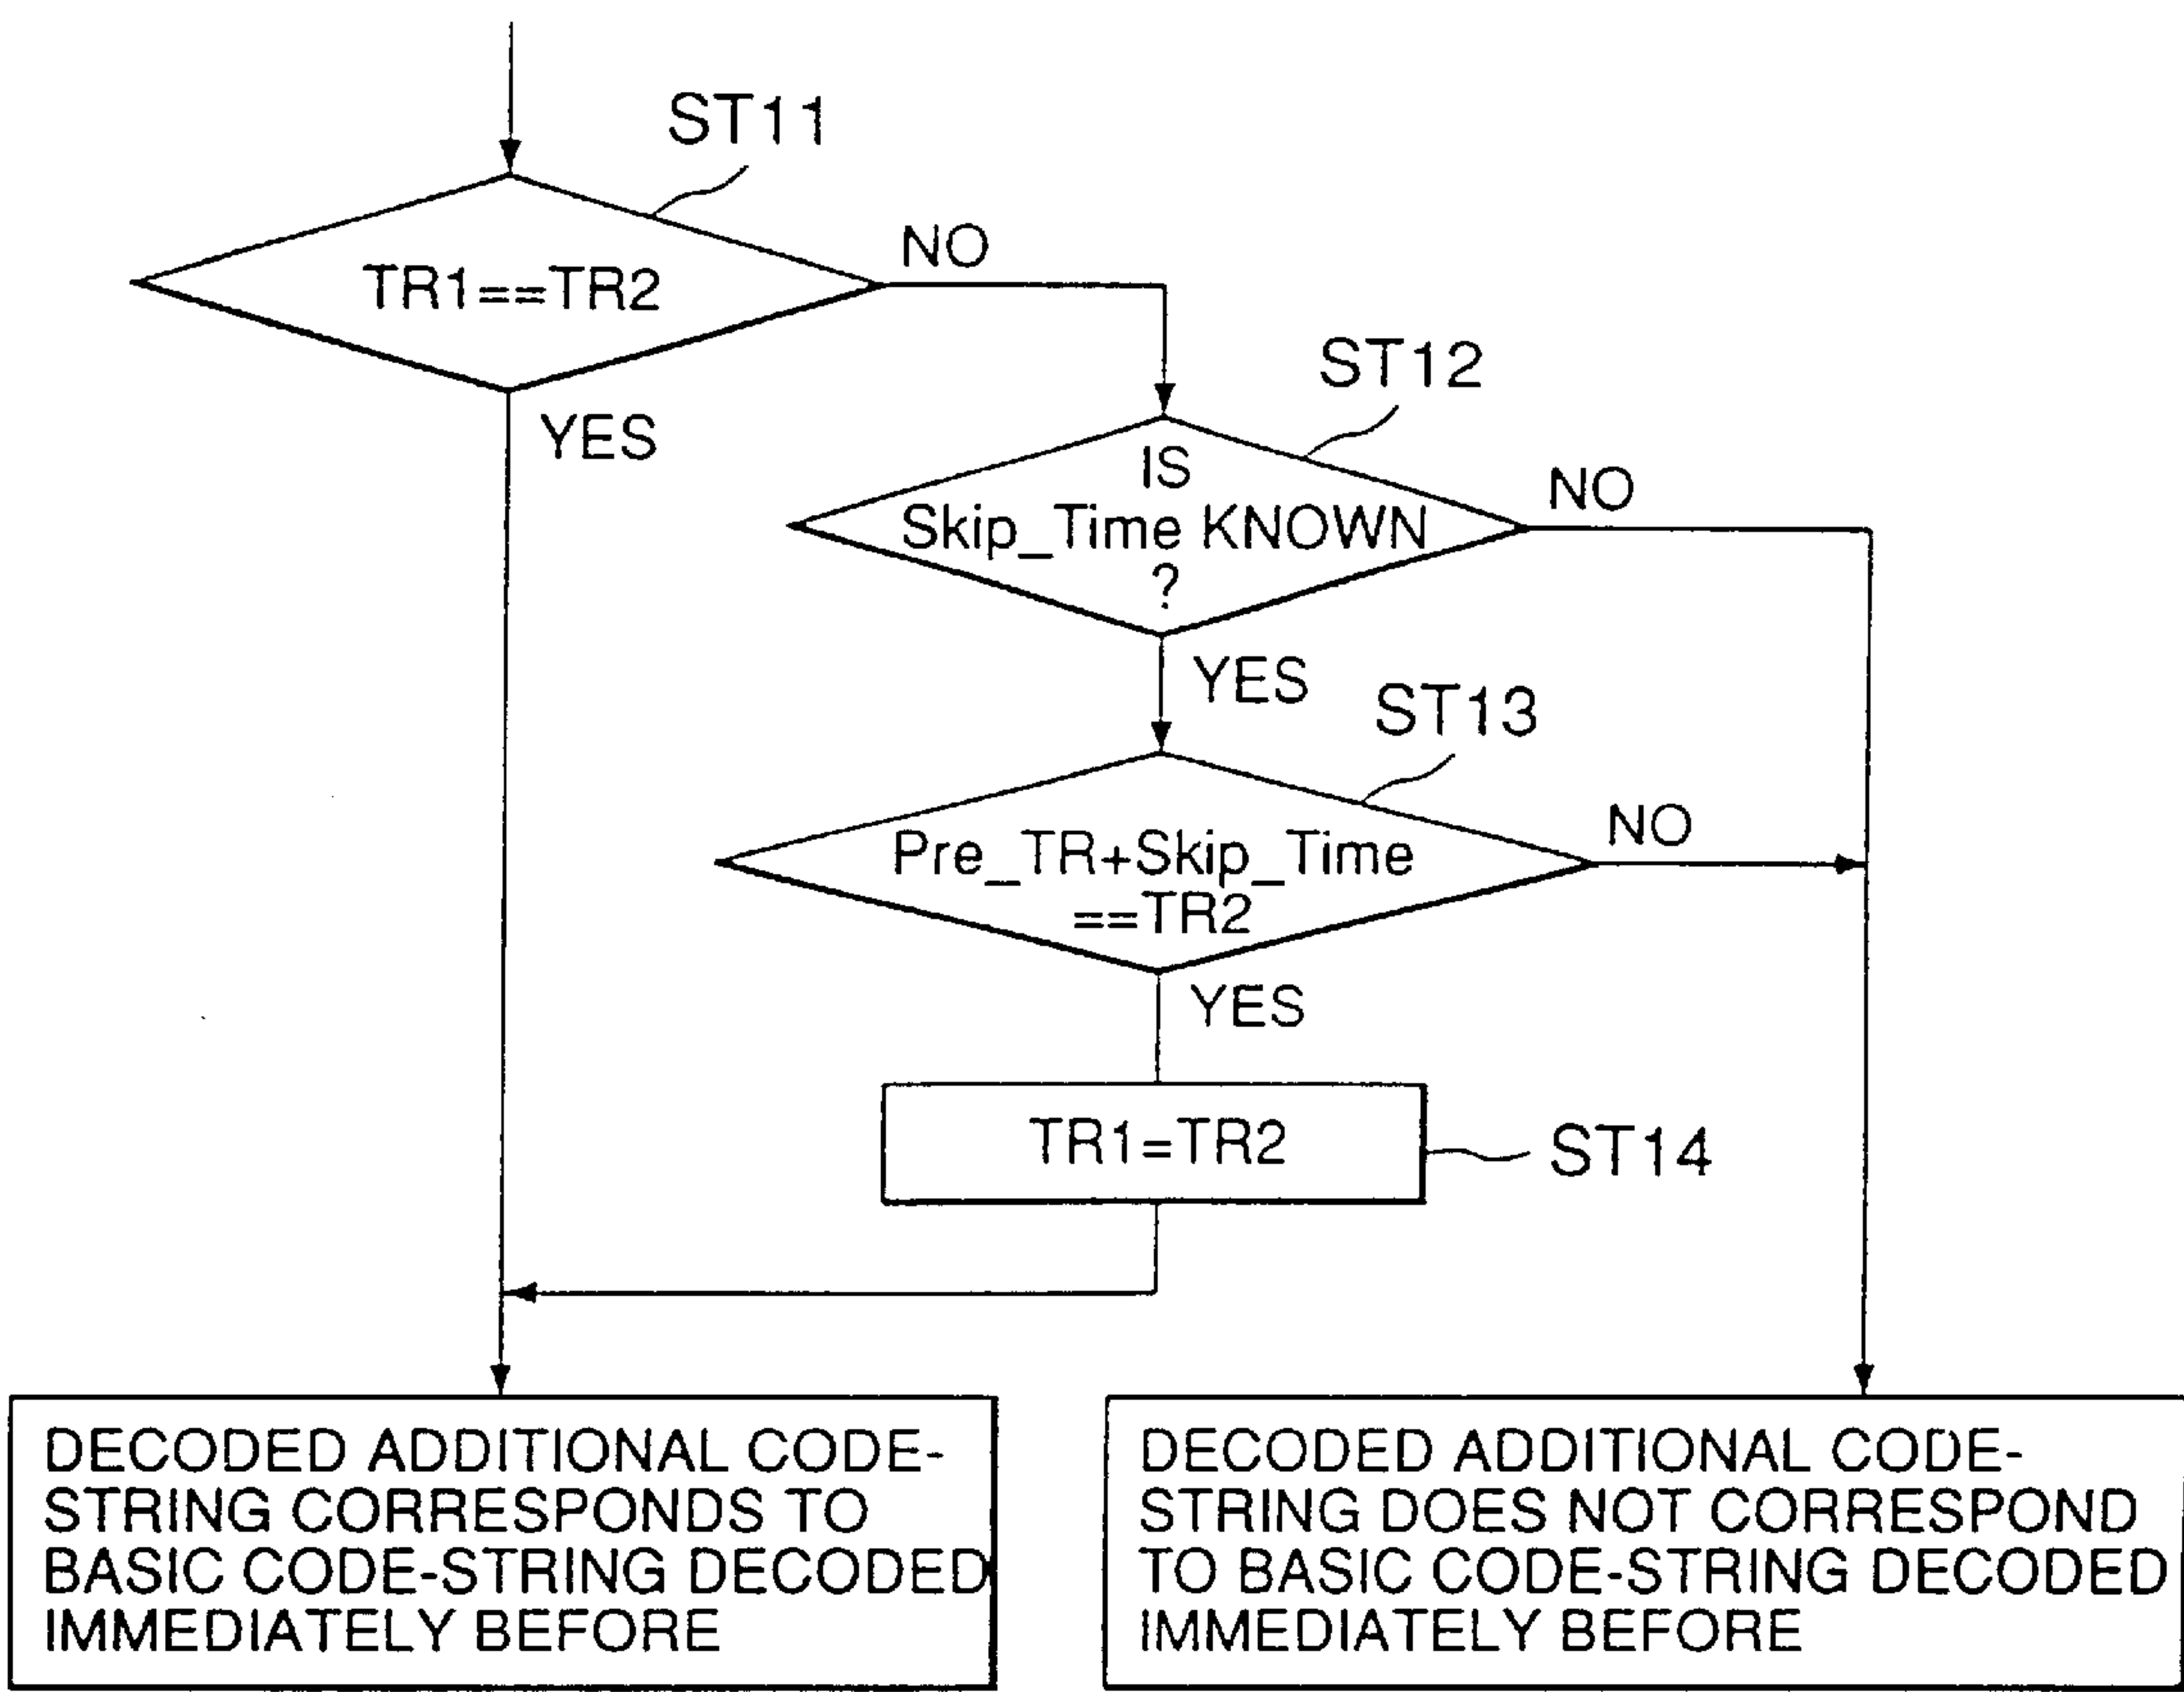 ST11
TR1==TR2
NO
YES
ST12
IS
Skip_Time KNOWN
?
NO
YES
ST13
Pre_TR+Skip_Time
==TR2
NO
YES
TR1=TR2
ST14
DECODED ADDITIONAL CODE-
STRING CORRESPONDS TO
BASIC CODE-STRING DECODED
IMMEDIATELY BEFORE
DECODED ADDITIONAL CODE-
STRING DOES NOT CORRESPOND
TO BASIC CODE-STRING DECODED
IMMEDIATELY BEFORE